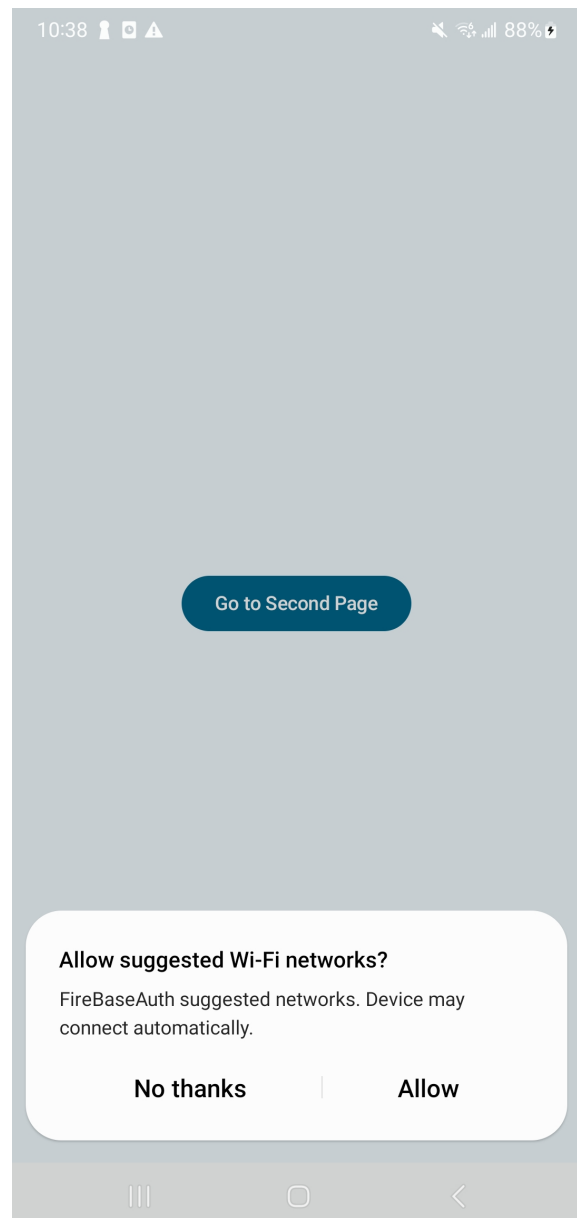 10:38 88%
Go to Second Page
Allow suggested Wi-Fi networks?
FireBaseAuth suggested networks. Device may
connect automatically.
No thanks Allow